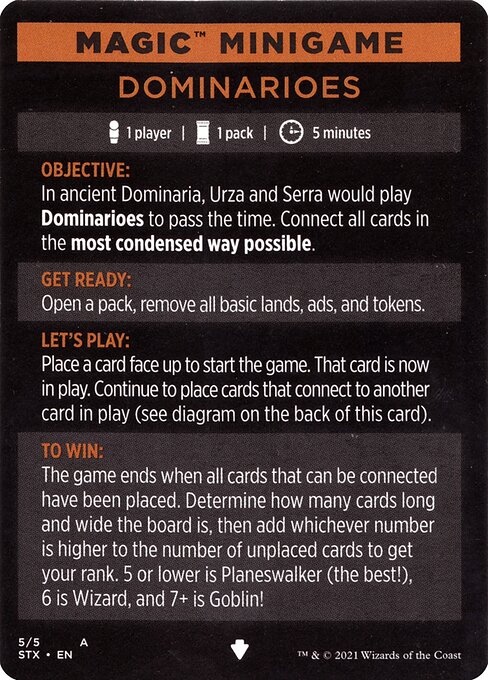 MAGIC™ MINIGAME
DOMINARIOES
1 player | 1 pack | 5 minutes
OBJECTIVE:
In ancient Dominaria, Urza and Serra would play
Dominarioes to pass the time. Connect all cards in
the most condensed way possible.
GET READY:
Open a pack, remove all basic lands, ads, and tokens.
LET'S PLAY:
Place a card face up to start the game. That card is now
in play. Continue to place cards that connect to another
card in play (see diagram on the back of this card).
TO WIN:
The game ends when all cards that can be connected
have been placed. Determine how many cards long
and wide the board is, then add whichever number
is higher to the number of unplaced cards to get
your rank. 5 or lower is Planeswalker (the best!),
6 is Wizard, and 7+ is Goblin!
5/5 A
STX • EN
™ & © 2021 Wizards of the Coast